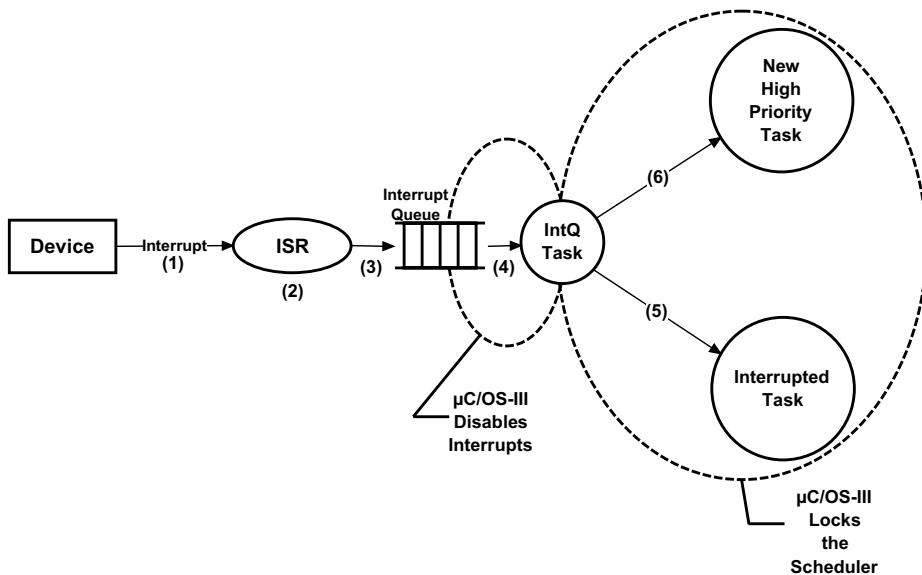 Device
Interrupt
(1)
ISR
(2)
(3)
Interrupt
Queue
(4)
IntQ
Task
(6)
(5)
New
High
Priority
Task
Interrupted
Task
µC/OS-III
Disables
Interrupts
µC/OS-III
Locks
the
Scheduler